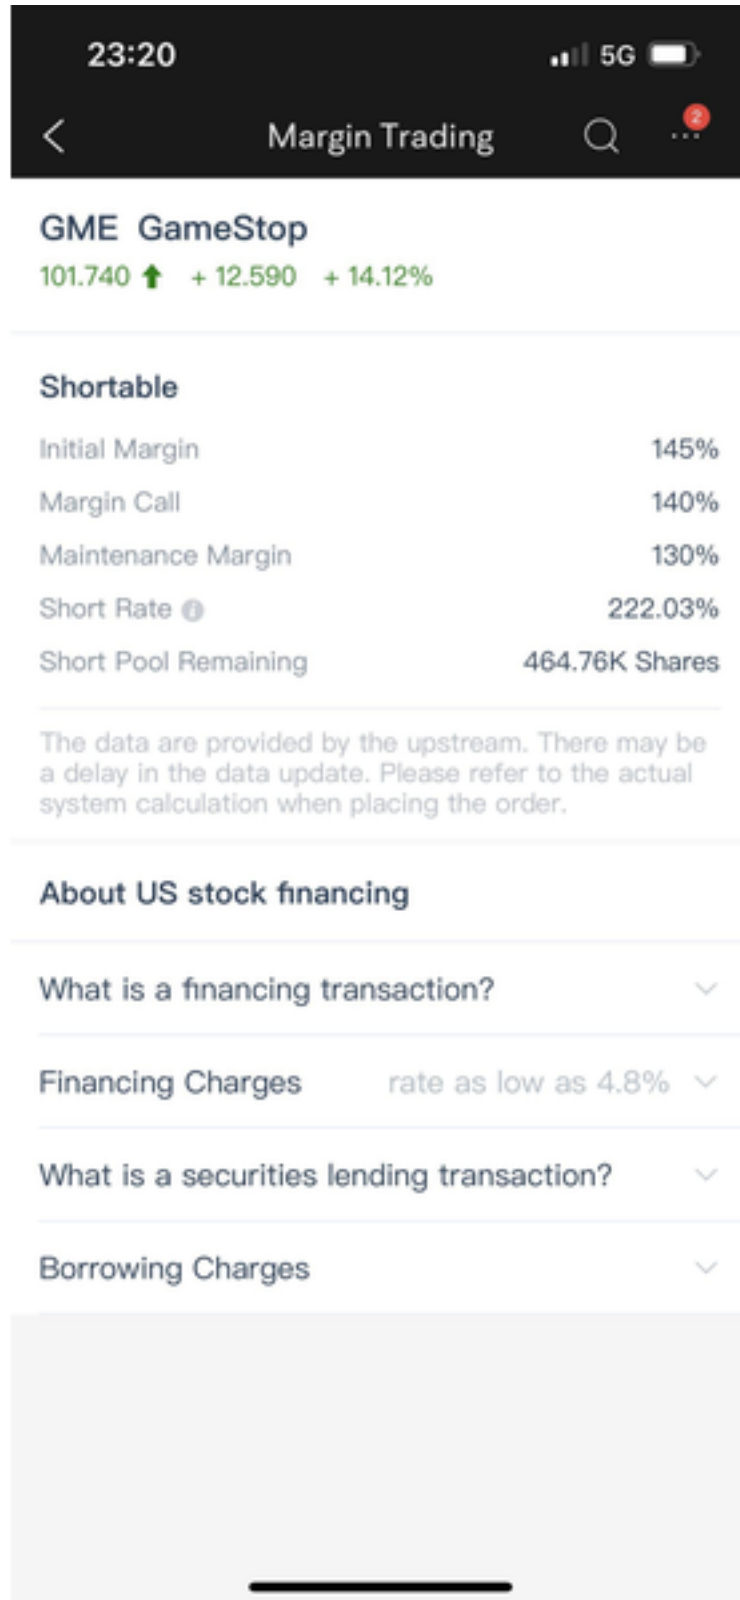 23:20 5G
Margin Trading 2
GME GameStop
101.740 ↑ + 12.590 + 14.12%
Shortable
Initial Margin 145%
Margin Call 140%
Maintenance Margin 130%
Short Rate i 222.03%
Short Pool Remaining 464.76K Shares
The data are provided by the upstream. There may be
a delay in the data update. Please refer to the actual
system calculation when placing the order.
About US stock financing
What is a financing transaction?
Financing Charges rate as low as 4.8%
What is a securities lending transaction?
Borrowing Charges